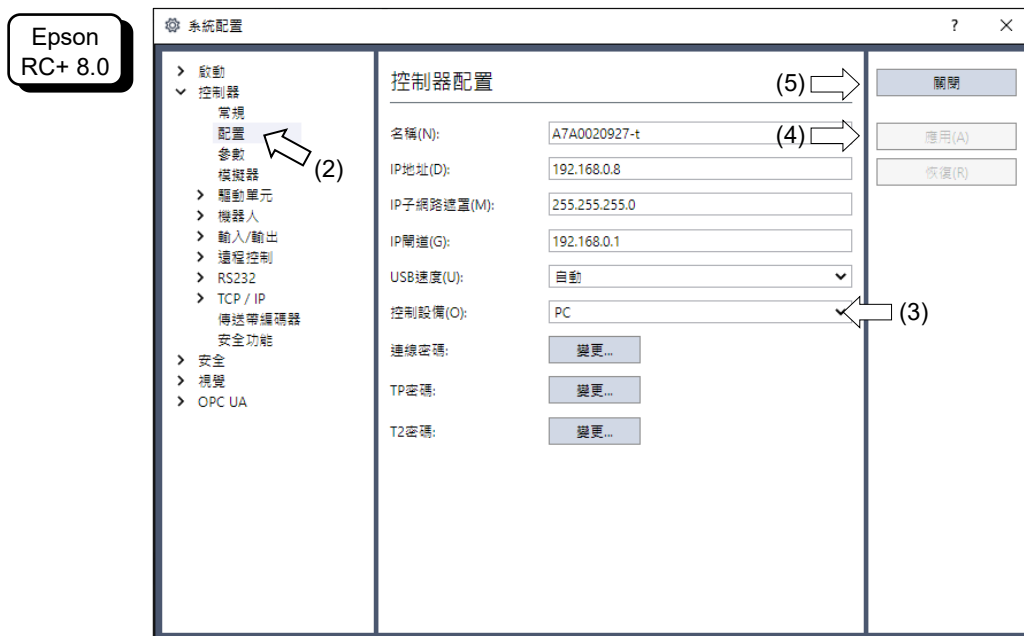 Epson
RC+ 8.0
系統配置
?
啟動
控制器
常規
配置
(2)
參數
模擬器
驅動單元
機器人
輸入/輸出
遠程控制
RS232
TCP / IP
傳送帶編碼器
安全功能
安全
視覺
OPC UA
控制器配置
名稱(N):
A7A0020927-t
IP地址(D):
192.168.0.8
IP子網路遮罩(M):
255.255.255.0
IP閘道(G):
192.168.0.1
USB速度(U):
自動
控制設備(O):
PC
(3)
連線密碼:
變更...
TP密碼:
變更...
T2密碼:
變更...
(5)
關閉
(4)
應用(A)
恢復(R)